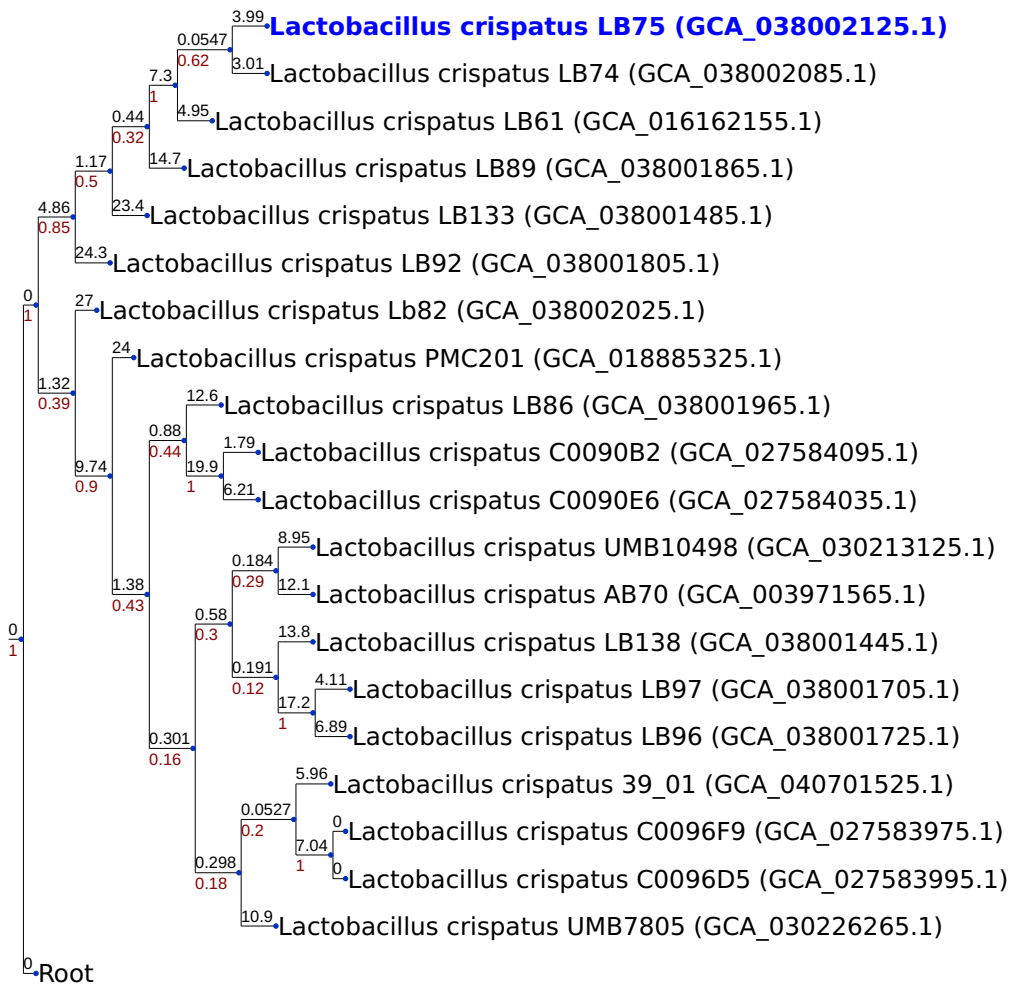 3.99
Lactobacillus crispatus LB75 (GCA_038002125.1)
0.0547
0.62
3.01
Lactobacillus crispatus LB74 (GCA_038002085.1)
7.3
1
4.95
Lactobacillus crispatus LB61 (GCA_016162155.1)
0.44
0.32
14.7
Lactobacillus crispatus LB89 (GCA_038001865.1)
1.17
0.5
23.4
Lactobacillus crispatus LB133 (GCA_038001485.1)
4.86
0.85
24.3
Lactobacillus crispatus LB92 (GCA_038001805.1)
0
1
27
Lactobacillus crispatus Lb82 (GCA_038002025.1)
24
Lactobacillus crispatus PMC201 (GCA_018885325.1)
1.32
0.39
12.6
Lactobacillus crispatus LB86 (GCA_038001965.1)
0.88
0.44
1.79
Lactobacillus crispatus C0090B2 (GCA_027584095.1)
9.74
0.9
19.9
1
6.21
Lactobacillus crispatus C0090E6 (GCA_027584035.1)
8.95
Lactobacillus crispatus UMB10498 (GCA_030213125.1)
0.184
0.29
1.38
0.43
12.1
Lactobacillus crispatus AB70 (GCA_003971565.1)
0.58
0.3
0
1
13.8
Lactobacillus crispatus LB138 (GCA_038001445.1)
0.191
0.12
4.11
Lactobacillus crispatus LB97 (GCA_038001705.1)
17.2
1
6.89
Lactobacillus crispatus LB96 (GCA_038001725.1)
0.301
0.16
5.96
Lactobacillus crispatus 39_01 (GCA_040701525.1)
0.0527
0.2
0
Lactobacillus crispatus C0096F9 (GCA_027583975.1)
7.04
1
0.298
0.18
0
Lactobacillus crispatus C0096D5 (GCA_027583995.1)
10.9
Lactobacillus crispatus UMB7805 (GCA_030226265.1)
0
Root